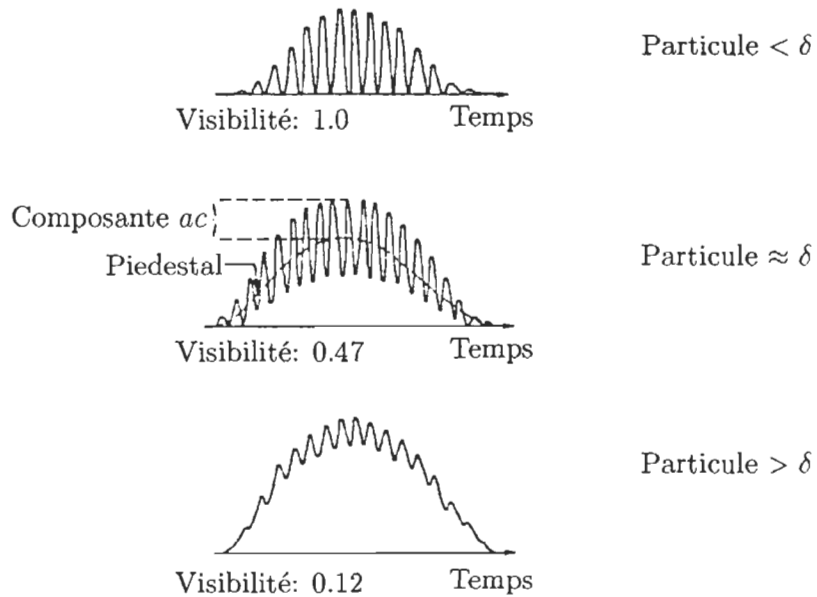 Particule < δ
Visibilité: 1.0 Temps
Composante ac
Piedestal
Particule ≈ δ
Visibilité: 0.47 Temps
Particule > δ
Visibilité: 0.12 Temps